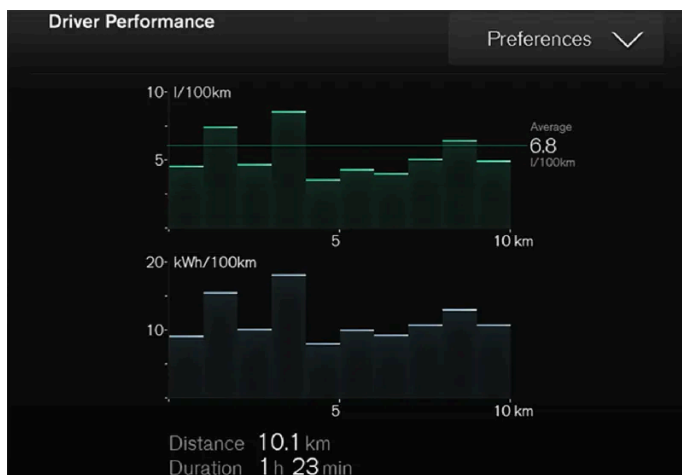 Driver Performance
Preferences
10 l/100km
Average
6.8
l/100km
5
5
10 km
20 kWh/100km
10
5
10 km
Distance 10.1 km
Duration 1 h 23 min